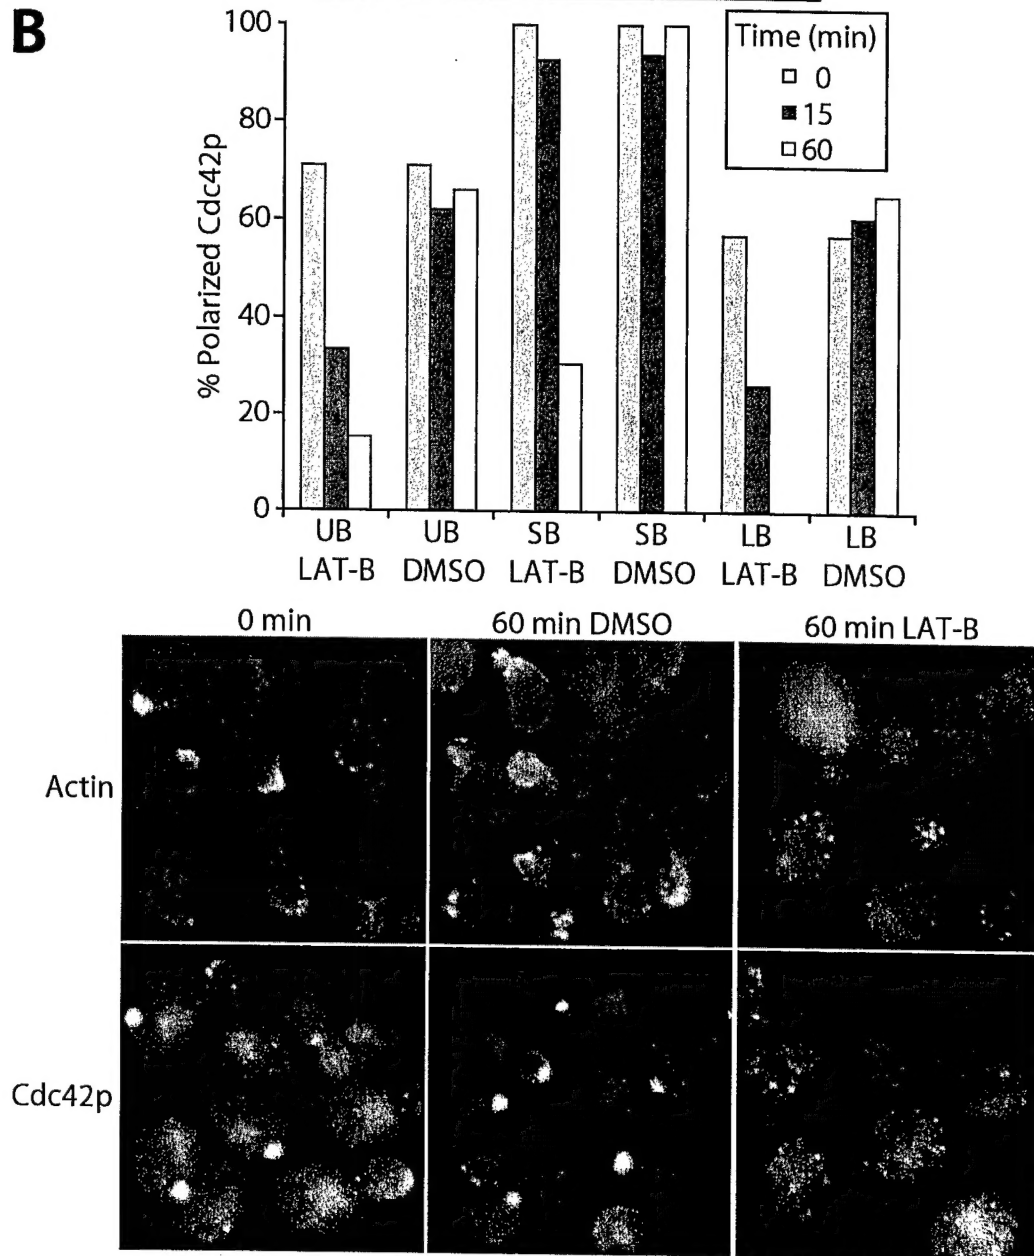 B
Time (min)
0
15
60
% Polarized Cdc42p
100
80
60
40
20
0
UB LAT-B
UB DMSO
SB LAT-B
SB DMSO
LB LAT-B
LB DMSO
0 min
60 min DMSO
60 min LAT-B
Actin
Cdc42p